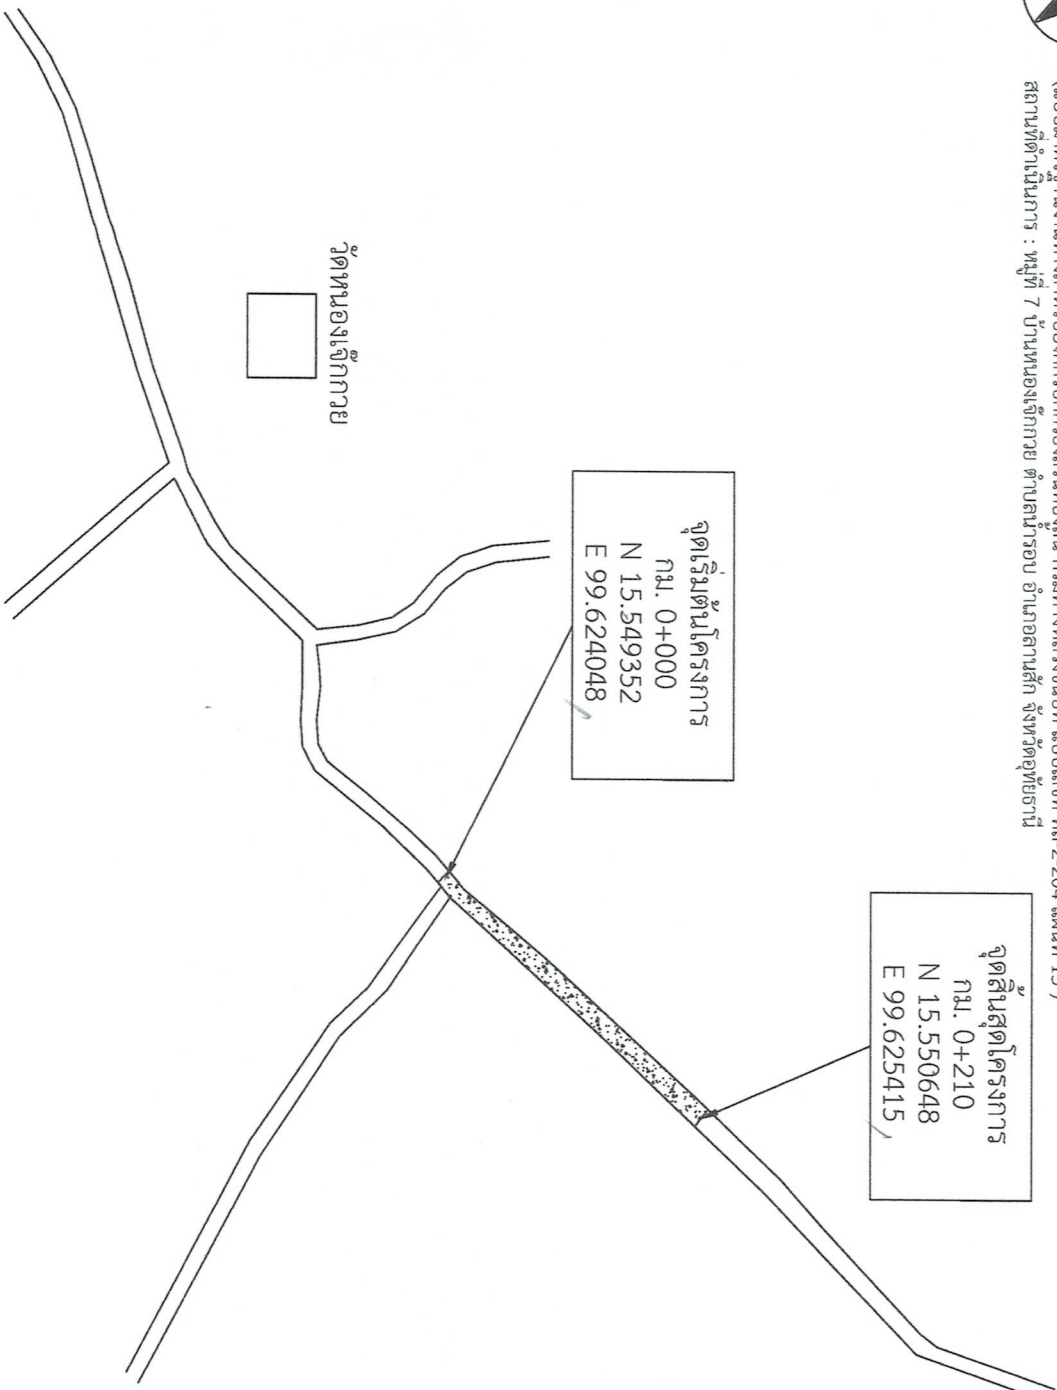 สถานที่ดำเนินการ : หมู่ที่ 7 บ้านหนองเจ๊กกวย ตำบลน้ำรอบ อำเภอลานสัก จังหวัดอุทัยธานี
จุดสิ้นสุดโครงการ
กม. 0+210
N 15.550648
E 99.625415
จุดเริ่มต้นโครงการ
กม. 0+000
N 15.549352
E 99.624048
วัดหนองเจ๊กกวย